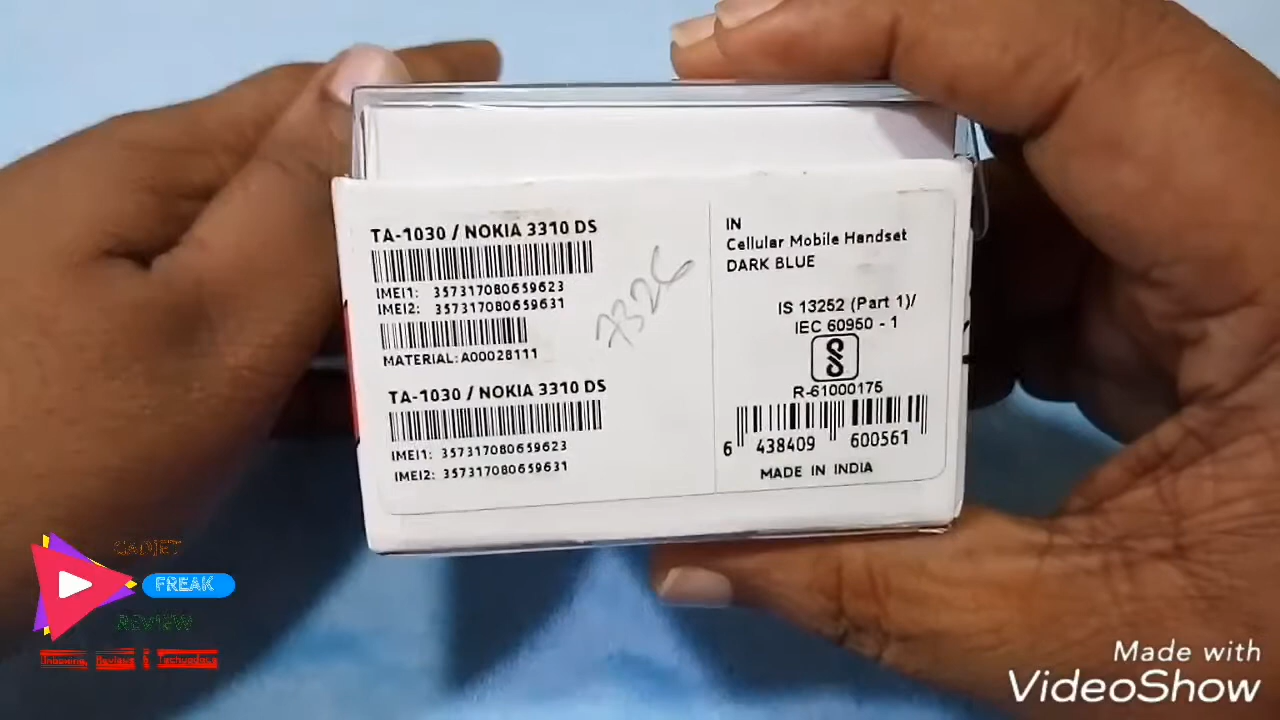 TA-1030 / NOKIA 3310 DS
IMEI1: 357317080659623
IMEI2: 357317080659631
MATERIAL: A00028111
TA-1030 / NOKIA 3310 DS
IMEI1: 357317080659623
IMEI2: 357317080659631
7326
IN
Cellular Mobile Handset
DARK BLUE
IS 13252 (Part 1)/
IEC 60950 - 1
R-61000175
6 438409 600561
MADE IN INDIA
GADJET
FREAK
REVIEW
Made with
VideoShow